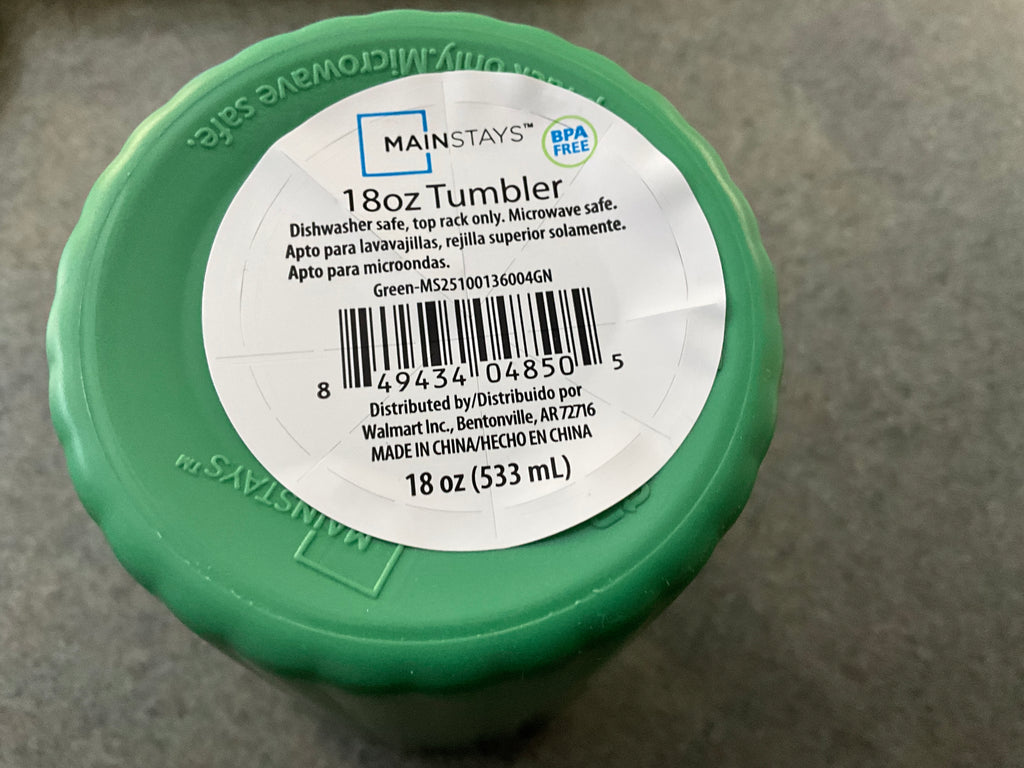 MAINSTAYS™
BPA
FREE
18oz Tumbler
Dishwasher safe, top rack only. Microwave safe.
Apto para lavavajillas, rejilla superior solamente.
Apto para microondas.
Green-MS25100136004GN
8 49434 04850 5
Distributed by/Distribuido por
Walmart Inc., Bentonville, AR 72716
MADE IN CHINA/HECHO EN CHINA
18 oz (533 mL)
only. Microwave safe.
MAINSTAYS™